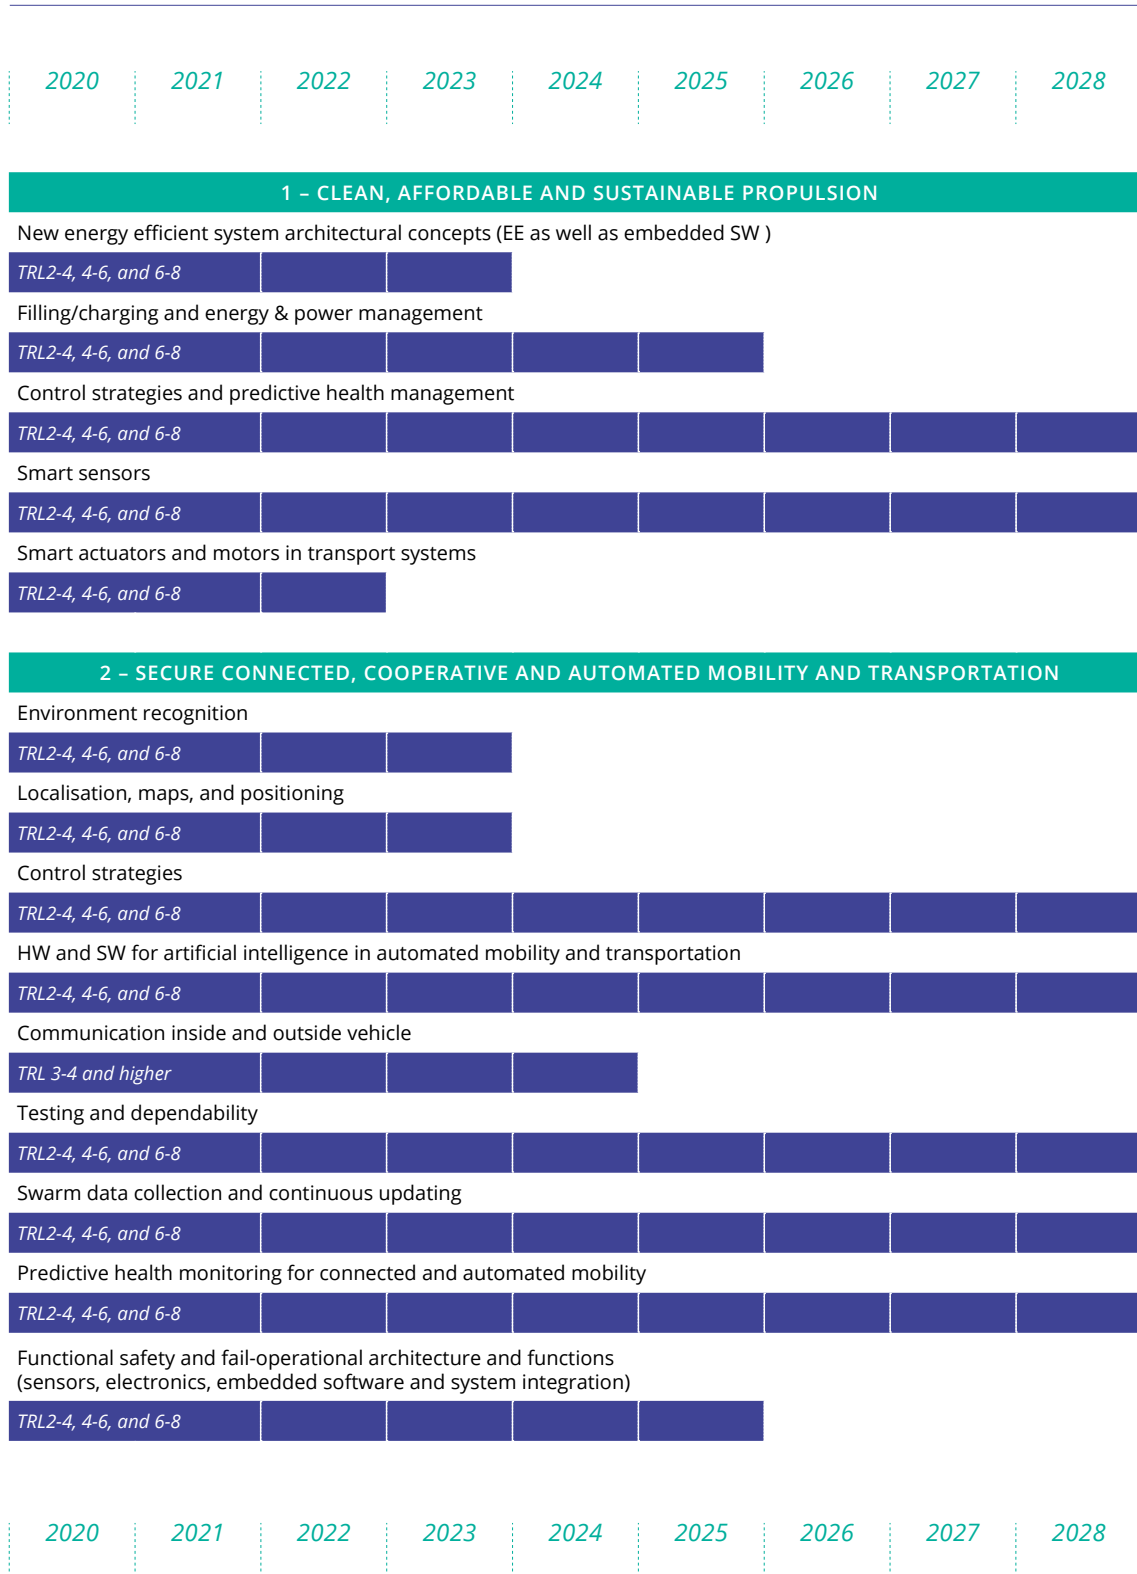 2020 2021 2022 2023 2024 2025 2026 2027 2028
1 – CLEAN, AFFORDABLE AND SUSTAINABLE PROPULSION
New energy efficient system architectural concepts (EE as well as embedded SW )
TRL2-4, 4-6, and 6-8
Filling/charging and energy & power management
TRL2-4, 4-6, and 6-8
Control strategies and predictive health management
TRL2-4, 4-6, and 6-8
Smart sensors
TRL2-4, 4-6, and 6-8
Smart actuators and motors in transport systems
TRL2-4, 4-6, and 6-8
2 – SECURE CONNECTED, COOPERATIVE AND AUTOMATED MOBILITY AND TRANSPORTATION
Environment recognition
TRL2-4, 4-6, and 6-8
Localisation, maps, and positioning
TRL2-4, 4-6, and 6-8
Control strategies
TRL2-4, 4-6, and 6-8
HW and SW for artificial intelligence in automated mobility and transportation
TRL2-4, 4-6, and 6-8
Communication inside and outside vehicle
TRL 3-4 and higher
Testing and dependability
TRL2-4, 4-6, and 6-8
Swarm data collection and continuous updating
TRL2-4, 4-6, and 6-8
Predictive health monitoring for connected and automated mobility
TRL2-4, 4-6, and 6-8
Functional safety and fail-operational architecture and functions
(sensors, electronics, embedded software and system integration)
TRL2-4, 4-6, and 6-8
2020 2021 2022 2023 2024 2025 2026 2027 2028